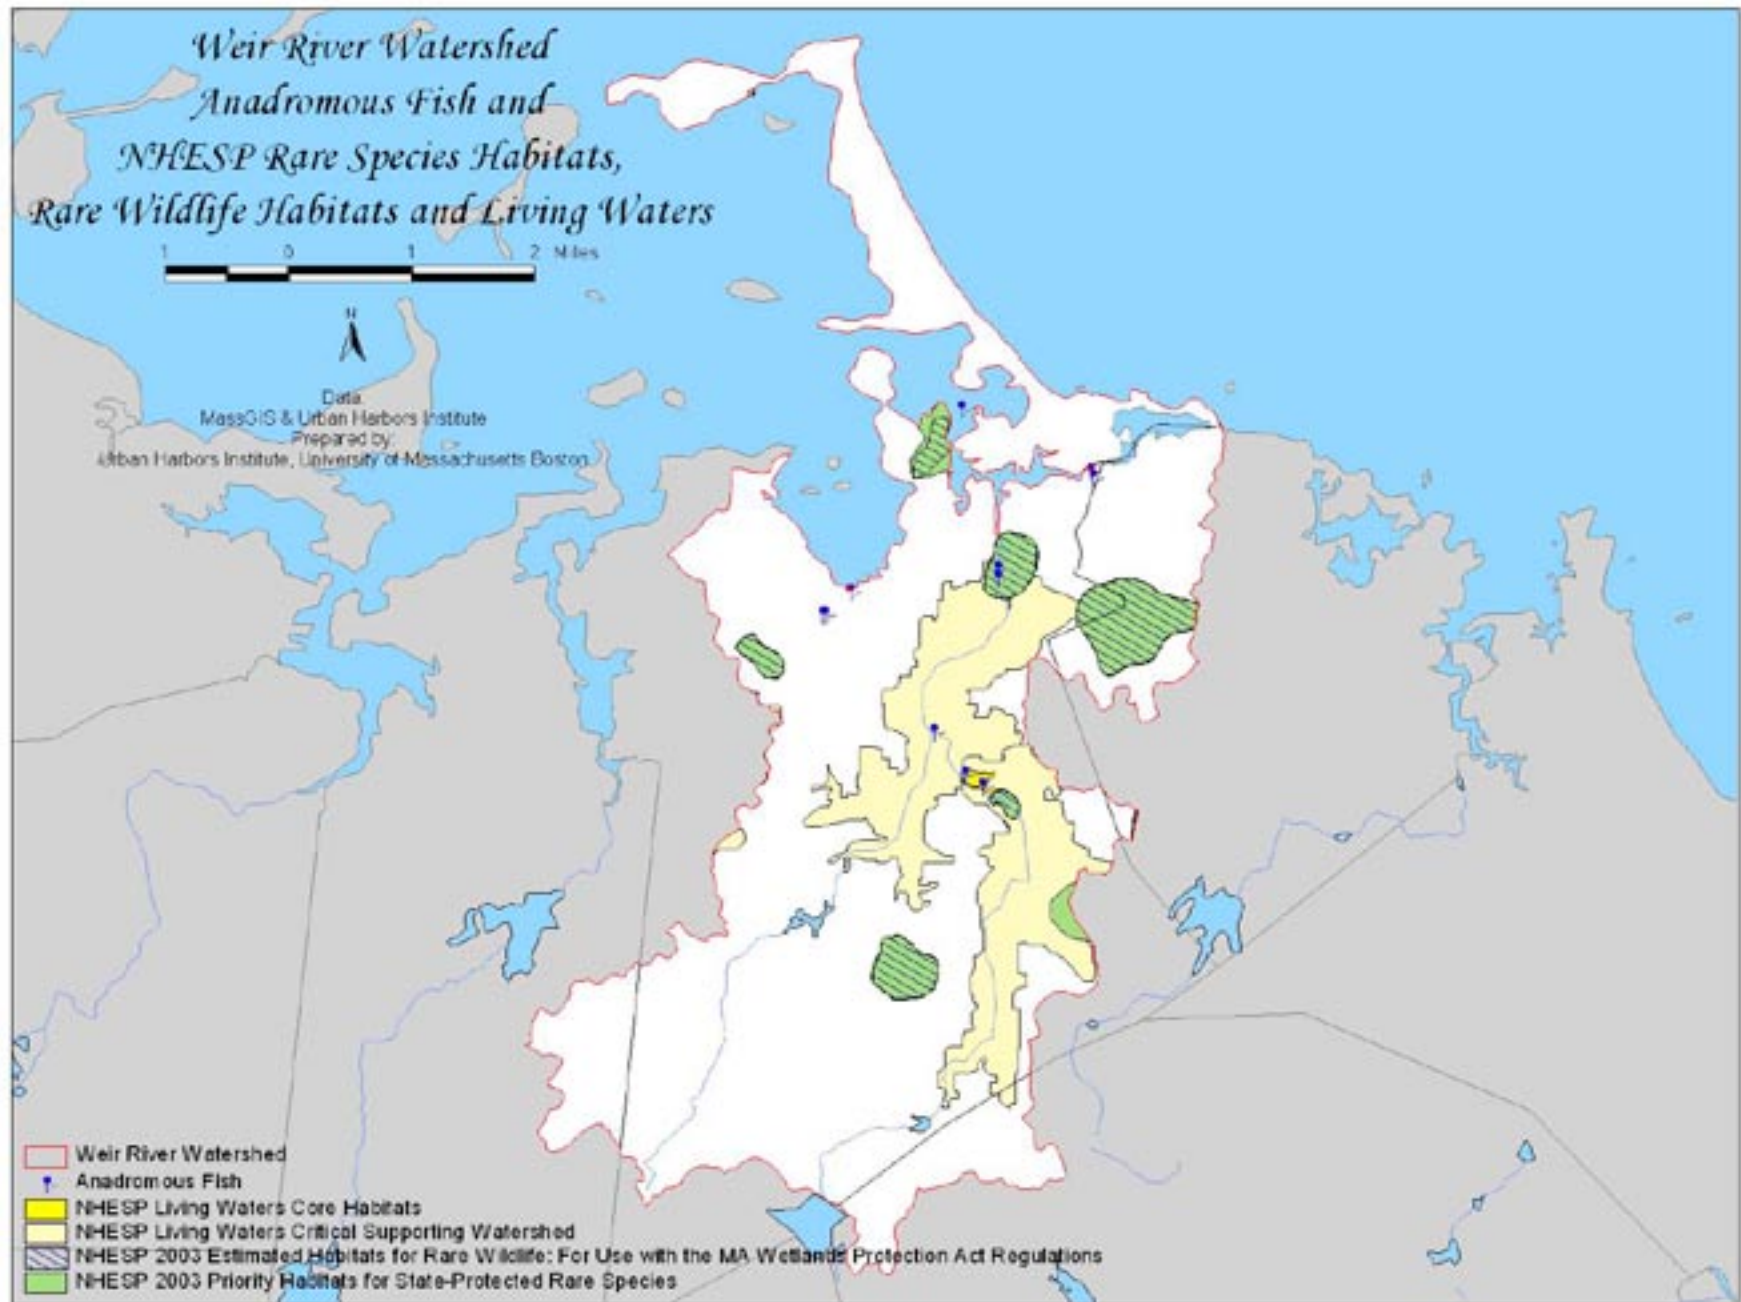 Weir River Watershed
Anadromous Fish and
NHESP Rare Species Habitats,
Rare Wildlife Habitats and Living Waters
1 0 1 2 Miles
N
Data:
MassGIS & Urban Harbors Institute
Prepared by:
Urban Harbors Institute, University of Massachusetts Boston
Weir River Watershed
Anadromous Fish
NHESP Living Waters Core Habitats
NHESP Living Waters Critical Supporting Watershed
NHESP 2003 Estimated Habitats for Rare Wildlife: For Use with the MA Wetlands Protection Act Regulations
NHESP 2003 Priority Habitats for State-Protected Rare Species